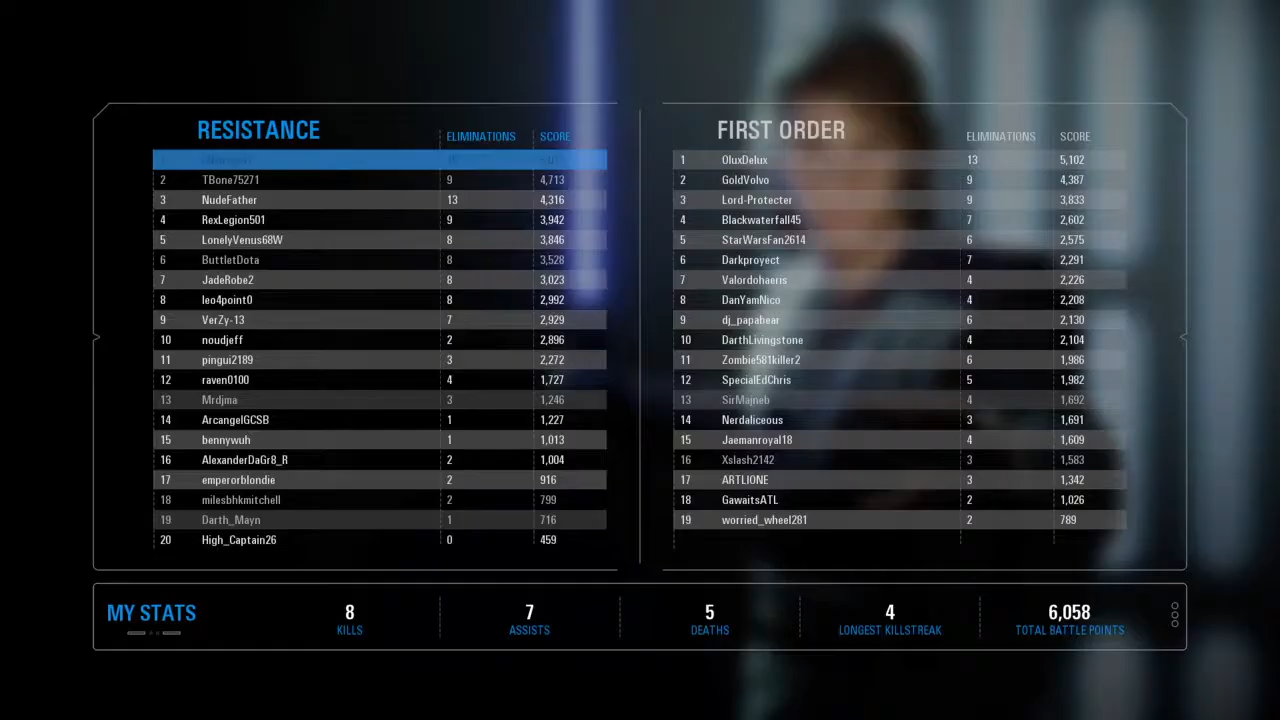 RESISTANCE ELIMINATIONS SCORE
2 TBone75271 9 4,713
3 NudeFather 13 4,316
4 RexLegion501 9 3,942
5 LonelyVenus68W 8 3,846
6 ButtletDota 8 3,528
7 JadeRobe2 8 3,023
8 leo4point0 8 2,992
9 VerZy-13 7 2,929
10 noudjeff 2 2,896
11 pingui2189 3 2,272
12 raven0100 4 1,727
13 Mrdjma 3 1,246
14 ArcangelGCSB 1 1,227
15 bennywuh 1 1,013
16 AlexanderDaGr8_R 2 1,004
17 emperorblondie 2 916
18 milesbhkmitchell 2 799
19 Darth_Mayn 1 716
20 High_Captain26 0 459
FIRST ORDER ELIMINATIONS SCORE
1 OluxDelux 13 5,102
2 GoldVolvo 9 4,387
3 Lord-Protecter 9 3,833
4 Blackwaterfall45 7 2,602
5 StarWarsFan2614 6 2,575
6 Darkproyect 7 2,291
7 Valordohaeris 4 2,226
8 DanYamNico 4 2,208
9 dj_papabear 6 2,130
10 DarthLivingstone 4 2,104
11 Zombie581killer2 6 1,986
12 SpecialEdChris 5 1,982
13 SirMajneb 4 1,692
14 Nerdaliceous 3 1,691
15 Jaemanroyal18 4 1,609
16 Xslash2142 3 1,583
17 ARTLIONE 3 1,342
18 GawaitsATL 2 1,026
19 worried_wheel281 2 789
MY STATS
8 7 5 4 6,058
KILLS ASSISTS DEATHS LONGEST KILLSTREAK TOTAL BATTLE POINTS